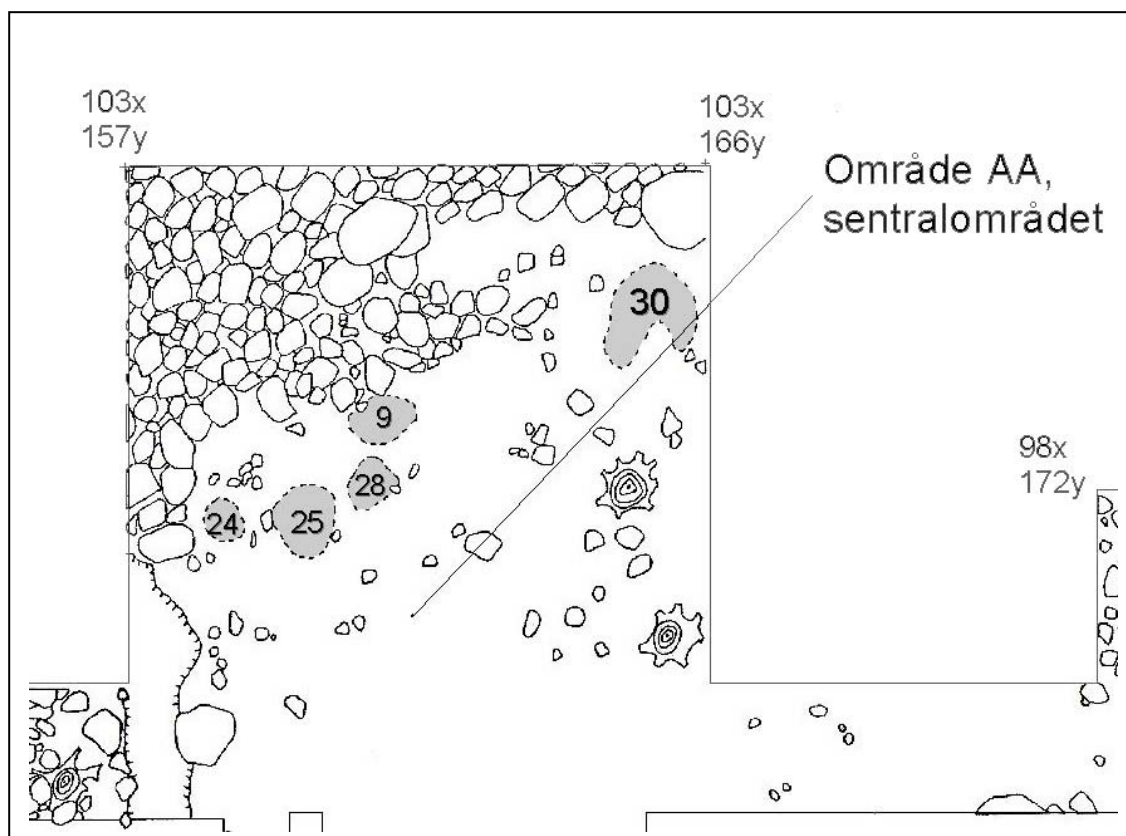 103x
157y
103x
166y
Område AA,
sentralområdet
30
9
98x
172y
28
24
25